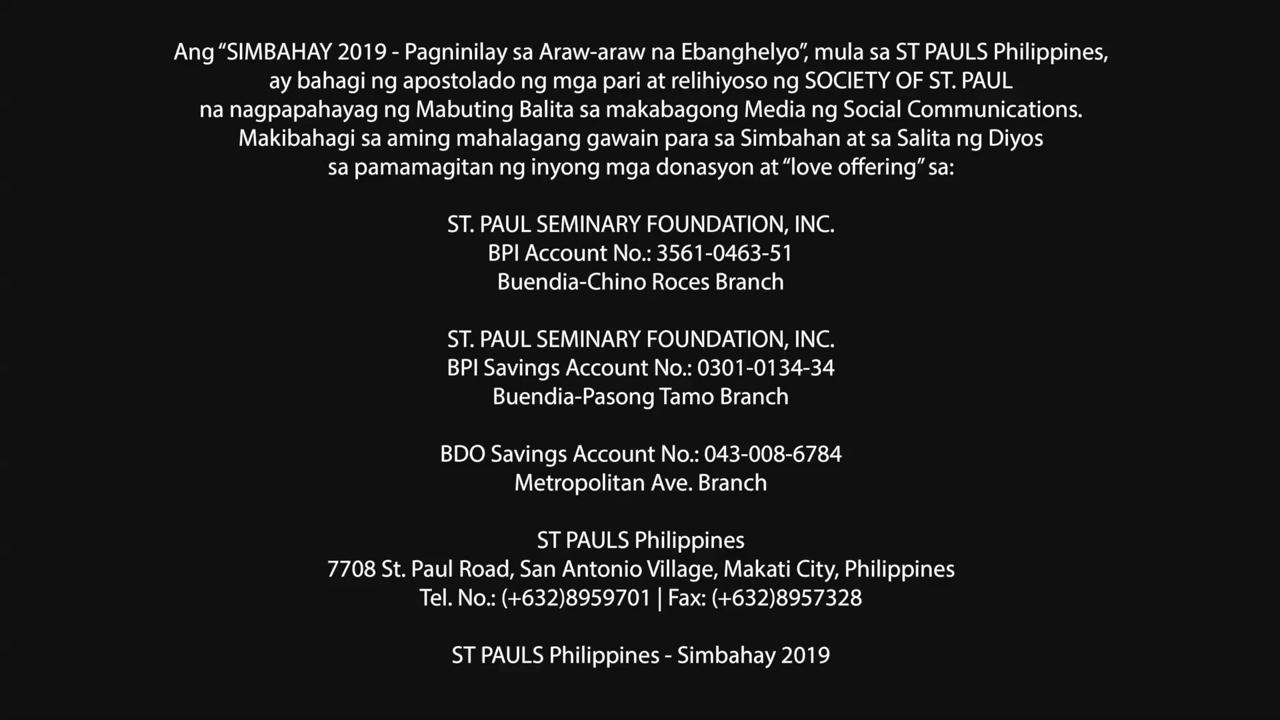 Ang “SIMBAHAY 2019 - Pagninilay sa Araw-araw na Ebanghelyo”, mula sa ST PAULS Philippines,
ay bahagi ng apostolado ng mga pari at relihiyoso ng SOCIETY OF ST. PAUL
na nagpapahayag ng Mabuting Balita sa makabagong Media ng Social Communications.
Makibahagi sa aming mahalagang gawain para sa Simbahan at sa Salita ng Diyos
sa pamamagitan ng inyong mga donasyon at “love offering” sa:
ST. PAUL SEMINARY FOUNDATION, INC.
BPI Account No.: 3561-0463-51
Buendia-Chino Roces Branch
ST. PAUL SEMINARY FOUNDATION, INC.
BPI Savings Account No.: 0301-0134-34
Buendia-Pasong Tamo Branch
BDO Savings Account No.: 043-008-6784
Metropolitan Ave. Branch
ST PAULS Philippines
7708 St. Paul Road, San Antonio Village, Makati City, Philippines
Tel. No.: (+632)8959701 | Fax: (+632)8957328
ST PAULS Philippines - Simbahay 2019